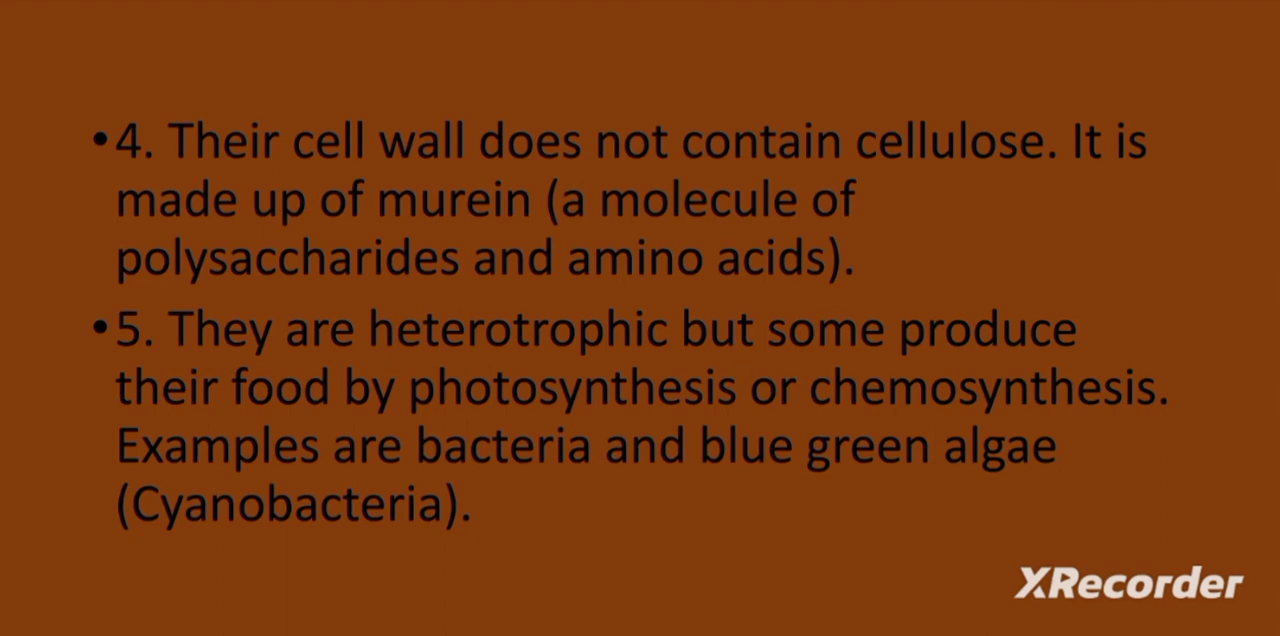 •4. Their cell wall does not contain cellulose. It is
made up of murein (a molecule of
polysaccharides and amino acids).
•5. They are heterotrophic but some produce
their food by photosynthesis or chemosynthesis.
Examples are bacteria and blue green algae
(Cyanobacteria).
XRecorder